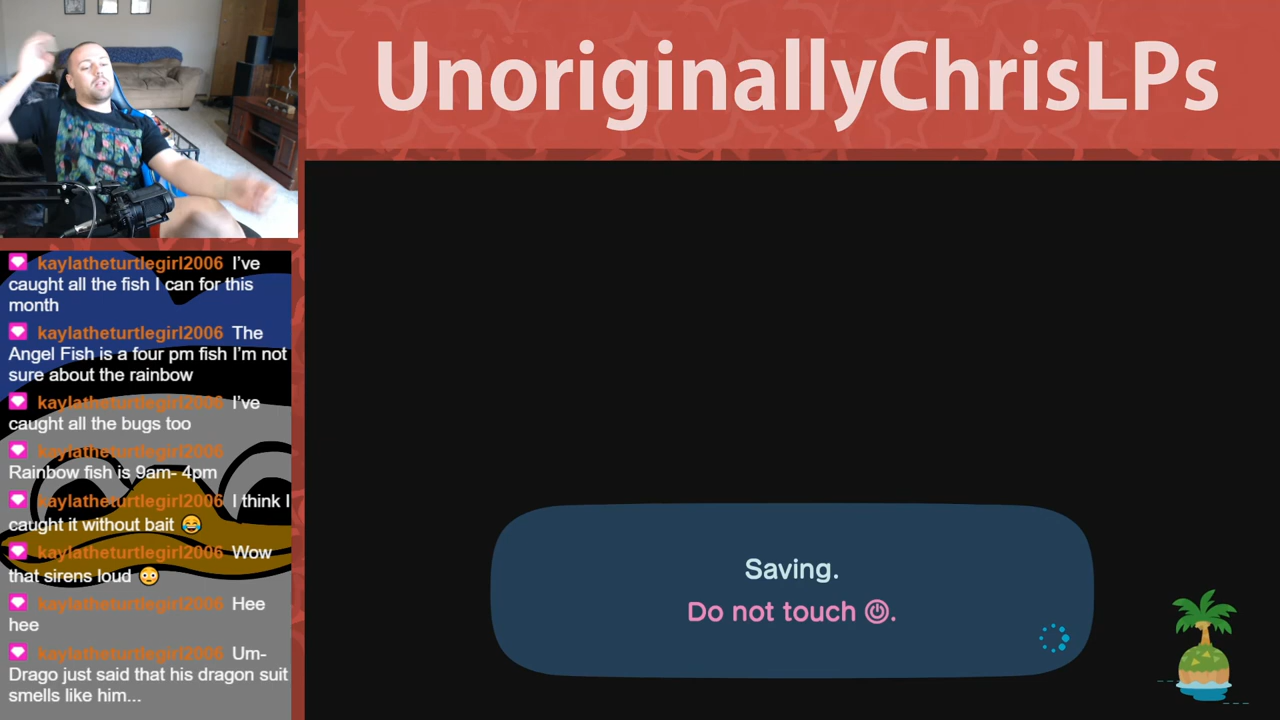 UnoriginallyChrisLPs
kaylatheturtlegirl2006 I've
caught all the fish I can for this
month
kaylatheturtlegirl2006 The
Angel Fish is a four pm fish I'm not
sure about the rainbow
kaylatheturtlegirl2006 I've
caught all the bugs too
kaylatheturtlegirl2006
Rainbow fish is 9am- 4pm
kaylatheturtlegirl2006 I think I
caught it without bait 😂
kaylatheturtlegirl2006 Wow
that sirens loud 😳
kaylatheturtlegirl2006 Hee
hee
kaylatheturtlegirl2006 Um-
Drago just said that his dragon suit
smells like him...
Saving.
Do not touch ⏻.